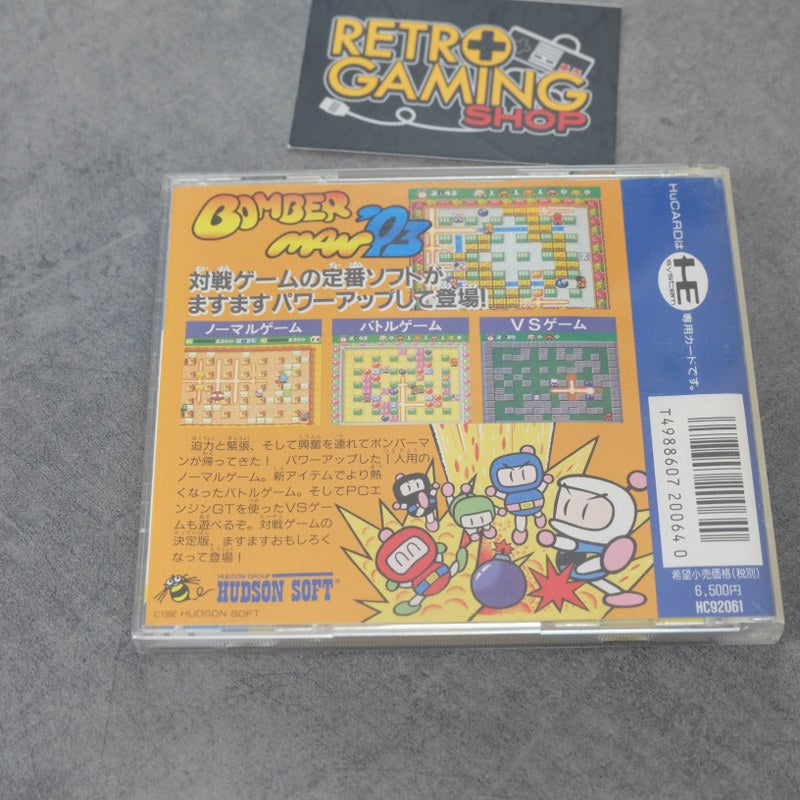 RETRO
GAMING
SHOP
BOMBER
MAN '93
対戦ゲームの定番ソフトが、
ますますパワーアップして登場!
ノーマルゲーム
バトルゲーム
VSゲーム
迫力と緊張、そして興奮を連れてボンバーマ
ンが帰ってきた! パワーアップした1人用の
ノーマルゲーム。新アイテムでより熱
くなったバトルゲーム。そしてPCエ
ンジンGTを使ったVSゲー
ムも遊べるぞ。対戦ゲームの
決定版、ますますおもしろく
なって登場!
HUDSON GROUP
HUDSON SOFT®
©1992 HUDSON SOFT
HuCARDは
HE
SYSTEM
専用カードです。
T4988607 20064 0
希望小売価格(税別)
6,500円
HC92061